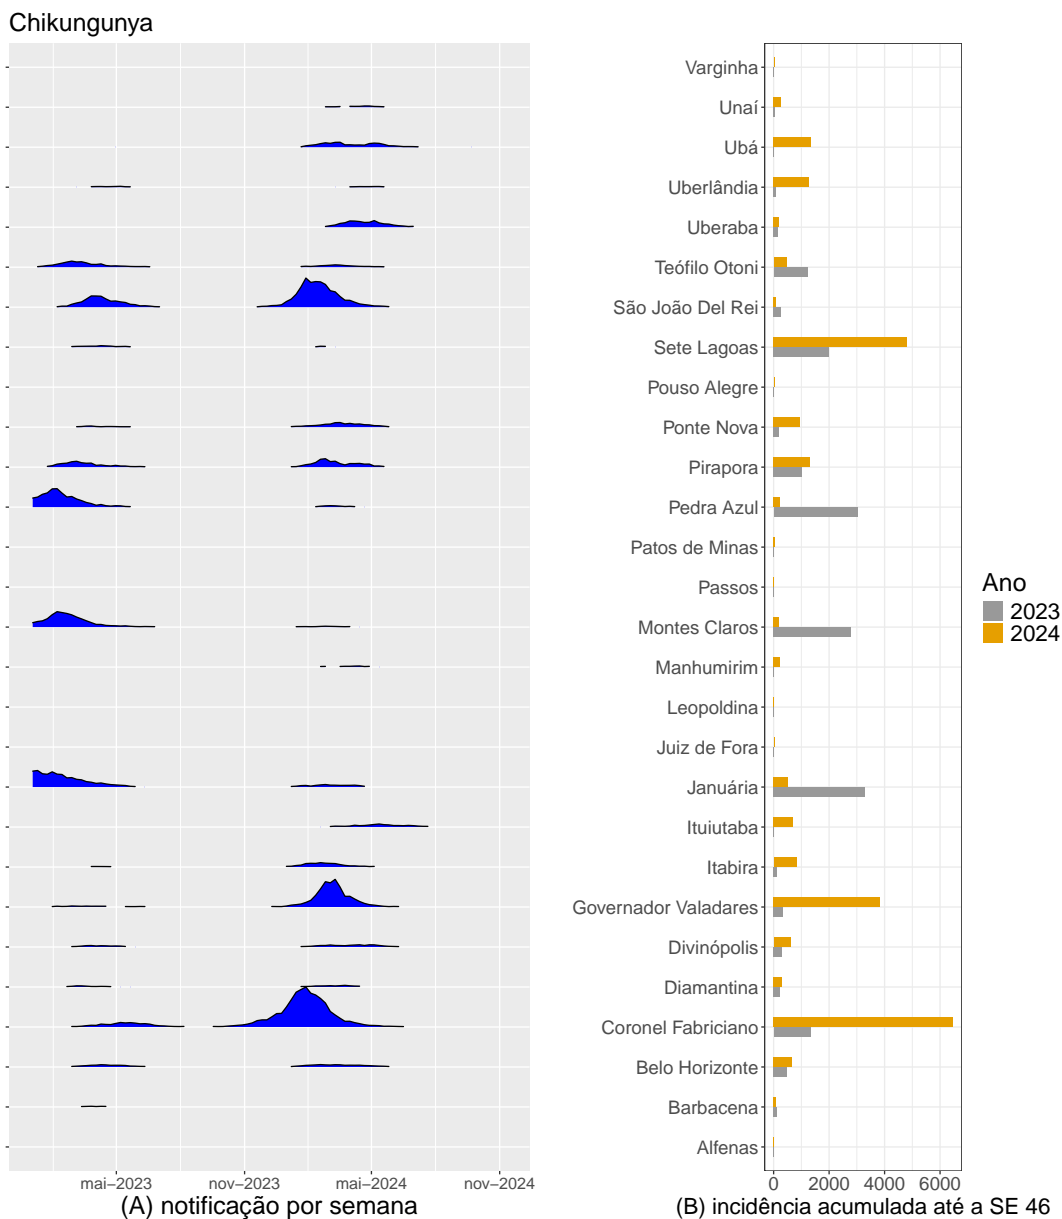 Chikungunya
Varginha
Unaí
Ubá
Uberlândia
Uberaba
Teófilo Otoni
São João Del Rei
Sete Lagoas
Pouso Alegre
Ponte Nova
Pirapora
Pedra Azul
Patos de Minas
Passos
Montes Claros
Manhumirim
Leopoldina
Juiz de Fora
Januária
Ituiutaba
Itabira
Governador Valadares
Divinópolis
Diamantina
Coronel Fabriciano
Belo Horizonte
Barbacena
Alfenas
Ano
2023
2024
mai–2023 nov–2023 mai–2024 nov–2024
0 2000 4000 6000
(A) notificação por semana
(B) incidência acumulada até a SE 46